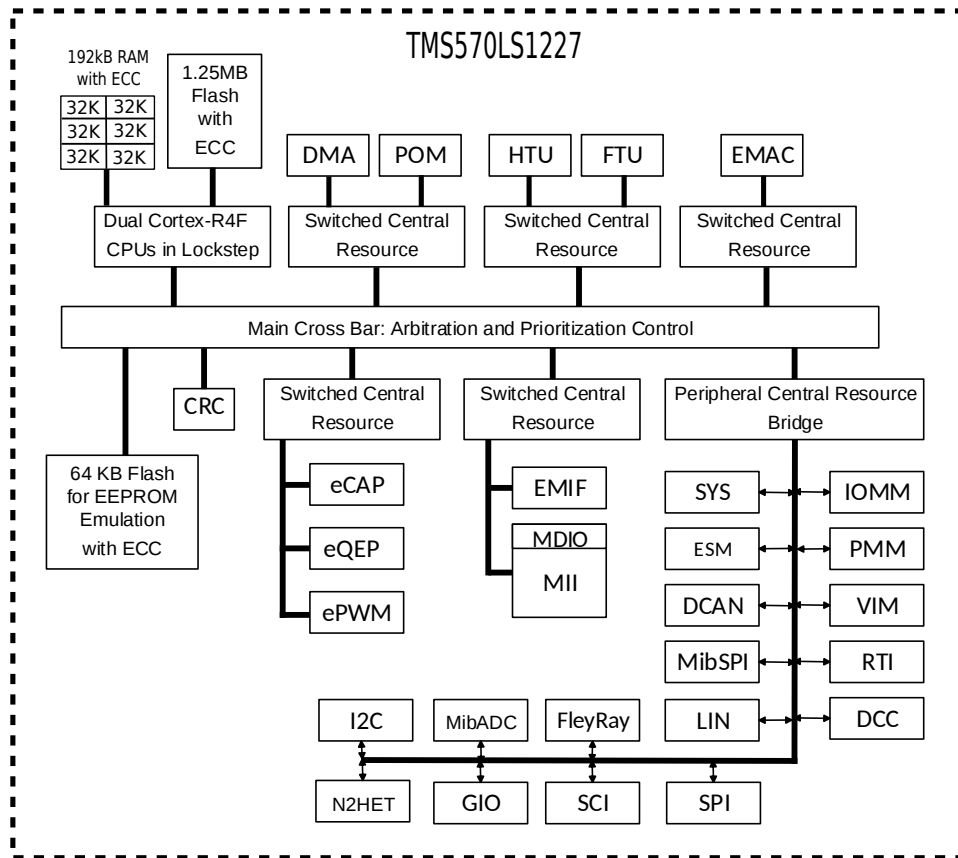 TMS570LS1227
192kB RAM
with ECC
32K 32K
32K 32K
32K 32K
1.25MB
Flash
with
ECC
DMA
POM
HTU
FTU
EMAC
Dual Cortex-R4F
CPUs in Lockstep
Switched Central
Resource
Switched Central
Resource
Switched Central
Resource
Main Cross Bar: Arbitration and Prioritization Control
CRC
Switched Central
Resource
Switched Central
Resource
Peripheral Central Resource
Bridge
64 KB Flash
for EEPROM
Emulation
with ECC
eCAP
eQEP
ePWM
EMIF
MDIO
MII
SYS
IOMM
ESM
PMM
DCAN
VIM
MibSPI
RTI
LIN
DCC
I2C
MibADC
FleyRay
N2HET
GIO
SCI
SPI